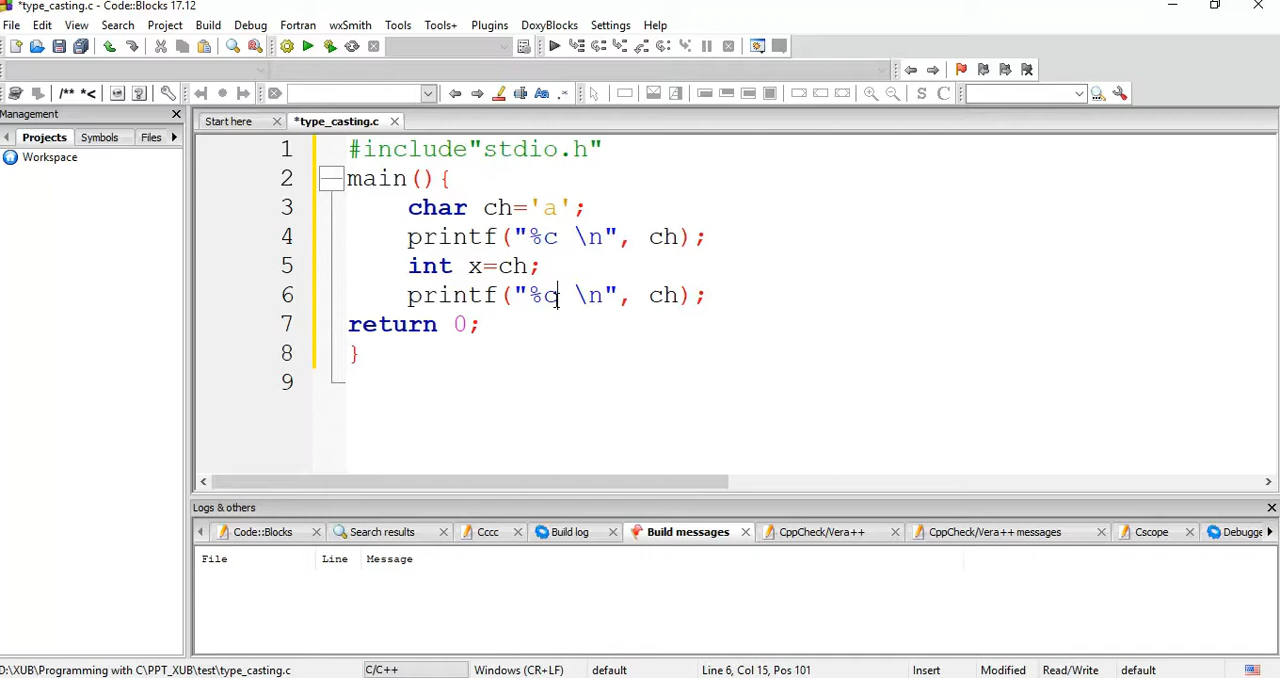 *type_casting.c - Code::Blocks 17.12
File Edit View Search Project Build Debug Fortran wxSmith Tools Tools+ Plugins DoxyBlocks Settings Help
/** *< 
S C
Management
Start here *type_casting.c
Projects Symbols Files
Workspace
1 #include"stdio.h"
2 main(){
3 char ch='a';
4 printf("%c \n", ch);
5 int x=ch;
6 printf("%c \n", ch);
7 return 0;
8 }
9
Logs & others
Code::Blocks Search results Cccc Build log Build messages CppCheck/Vera++ CppCheck/Vera++ messages Cscope Debugge
File Line Message
D:\XUB\Programming with C\PPT_XUB\test\type_casting.c C/C++ Windows (CR+LF) default Line 6, Col 15, Pos 101 Insert Modified Read/Write default